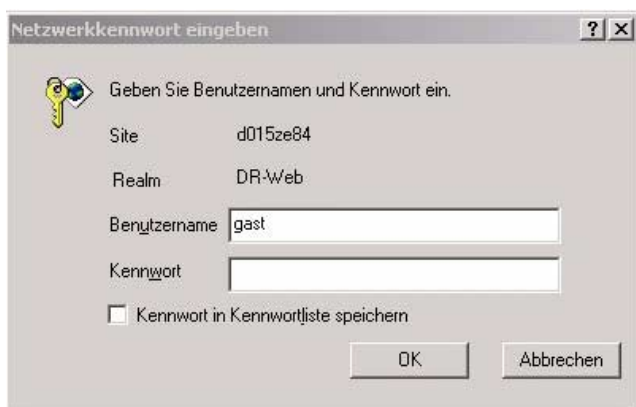 Netzwerkkennwort eingeben
Geben Sie Benutzernamen und Kennwort ein.
Site d015ze84
Realm DR-Web
Benutzername gast
Kennwort
Kennwort in Kennwortliste speichern
OK Abbrechen